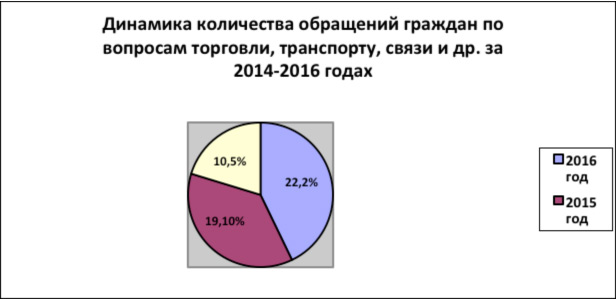 Динамика количества обращений граждан по
вопросам торговли, транспорту, связи и др. за
2014-2016 годах
10,5%
22,2%
19,10%
2016
год
2015
год